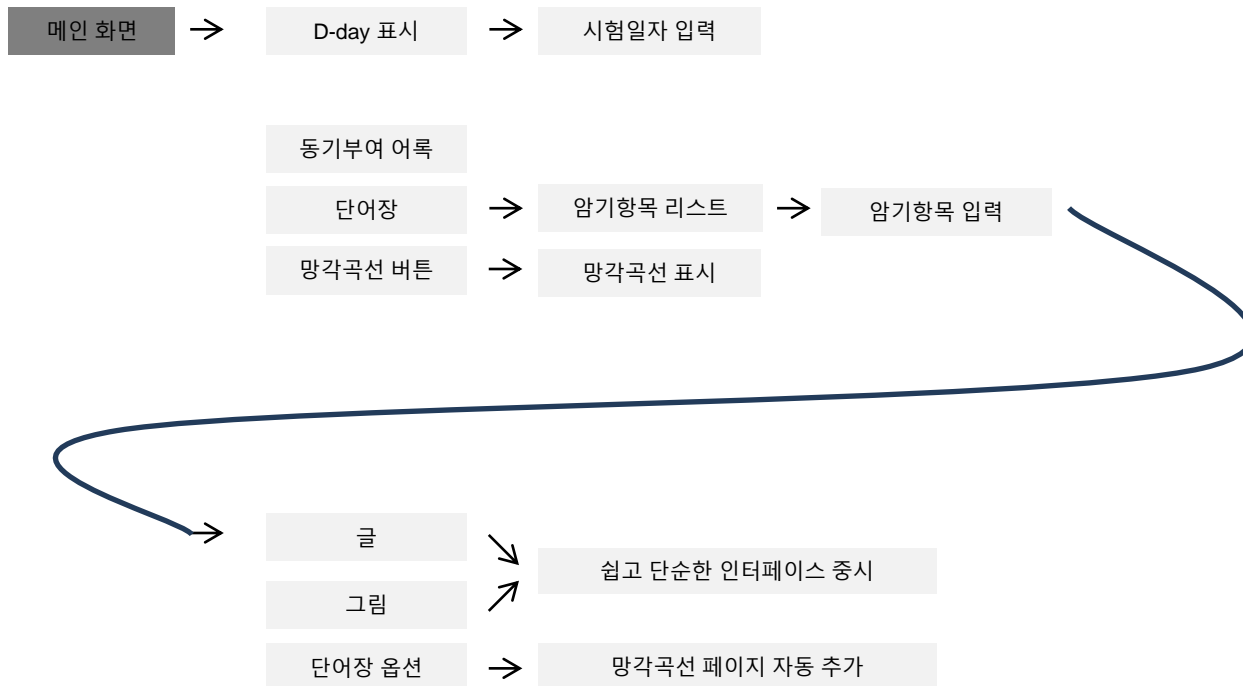 메인 화면
D-day 표시
시험일자 입력
동기부여 어록
단어장
암기항목 리스트
암기항목 입력
망각곡선 버튼
망각곡선 표시
글
그림
쉽고 단순한 인터페이스 중시
단어장 옵션
망각곡선 페이지 자동 추가